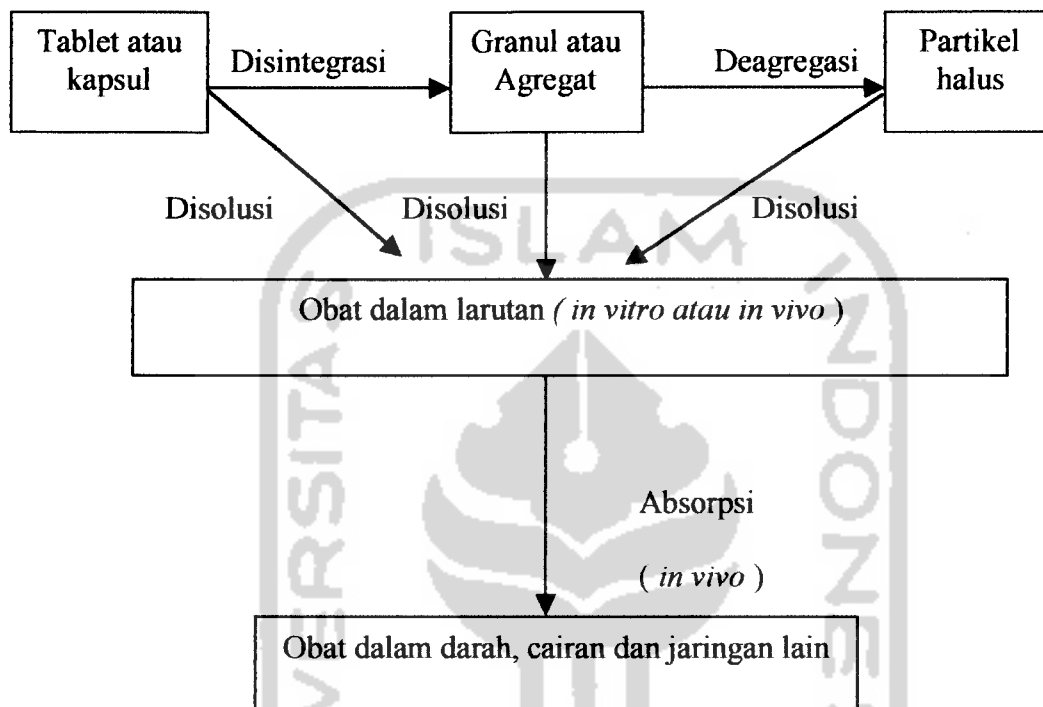 Tablet atau
kapsul
Disintegrasi
Granul atau
Agregat
Deagregasi
Partikel
halus
Disolusi
Disolusi
Disolusi
ISLAM
Obat dalam larutan ( in vitro atau in vivo )
Absorpsi
( in vivo )
Obat dalam darah, cairan dan jaringan lain